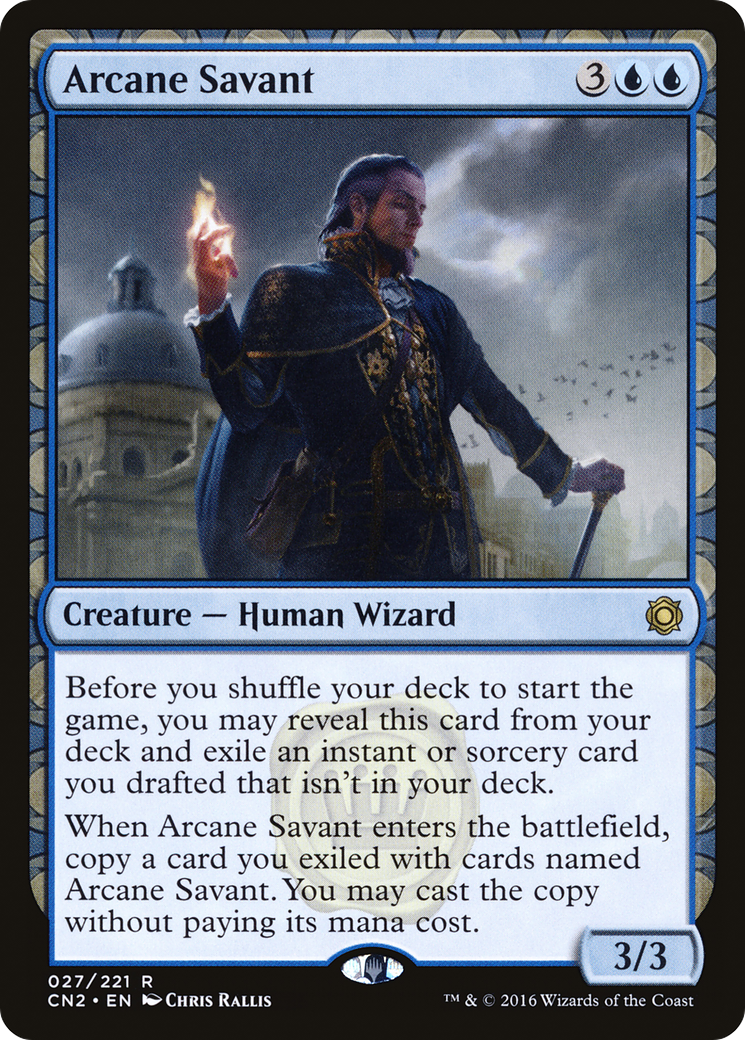 Arcane Savant 3
Creature — Human Wizard
Before you shuffle your deck to start the
game, you may reveal this card from your
deck and exile an instant or sorcery card
you drafted that isn't in your deck.
When Arcane Savant enters the battlefield,
copy a card you exiled with cards named
Arcane Savant. You may cast the copy
without paying its mana cost.
3/3
027/221 R
CN2 • EN Chris Rallis
™ & © 2016 Wizards of the Coast